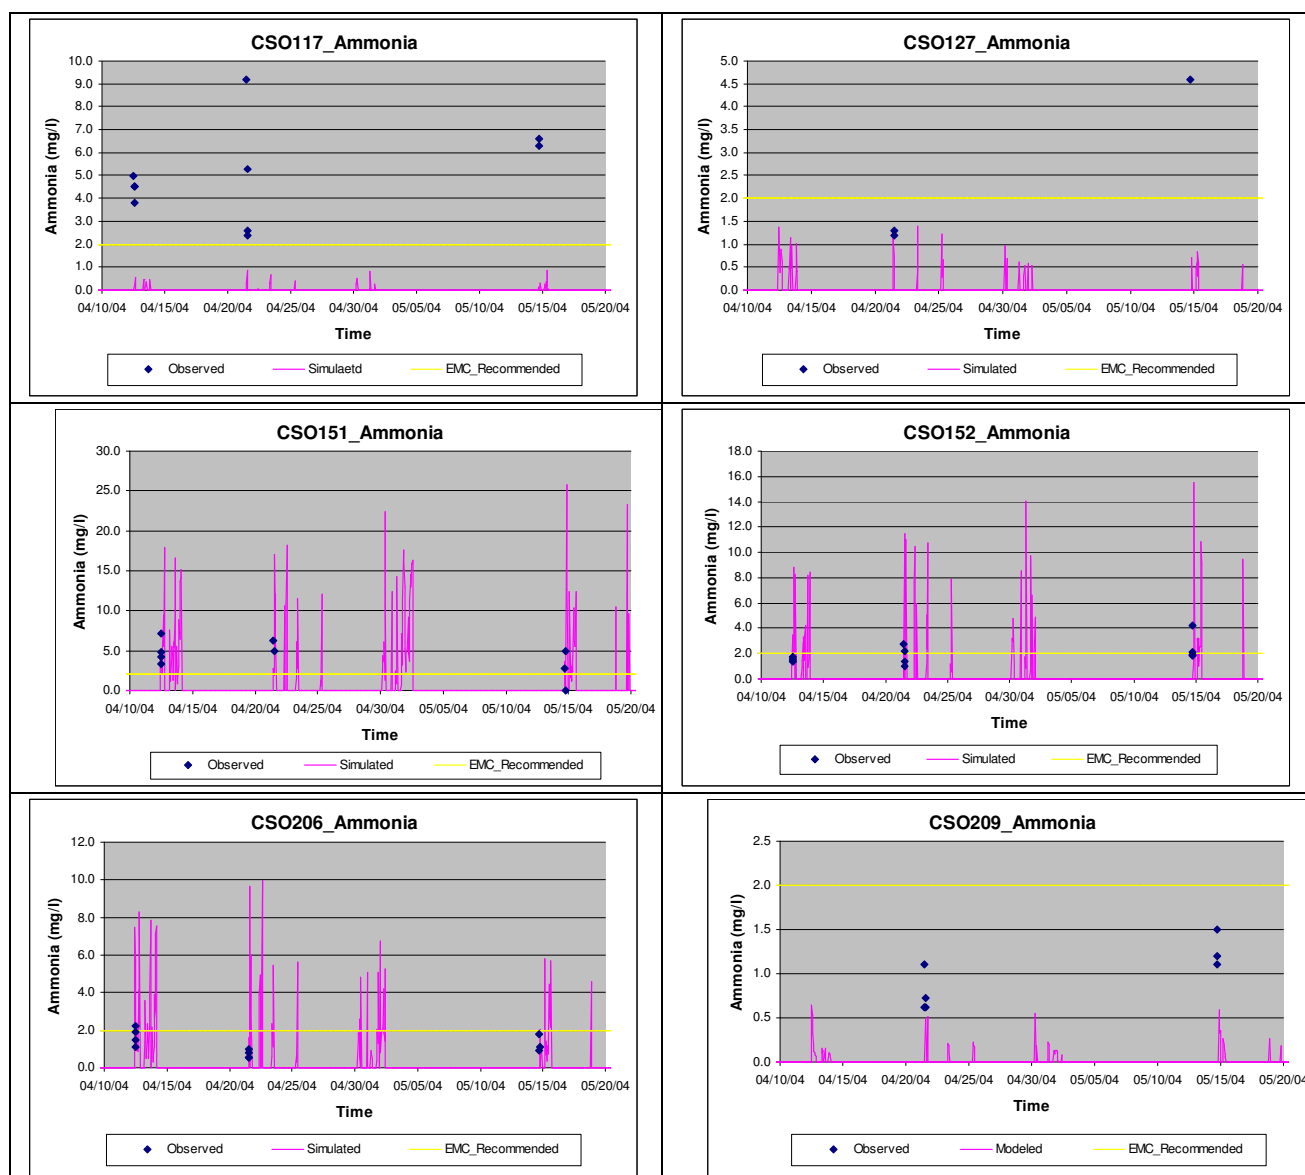 CSO117_Ammonia
10.0
9.0
8.0
7.0
6.0
5.0
4.0
3.0
2.0
1.0
0.0
Ammonia (mg/l)
04/10/04 04/15/04 04/20/04 04/25/04 04/30/04 05/05/04 05/10/04 05/15/04 05/20/04
Time
Observed Simulaetd EMC_Recommended
CSO127_Ammonia
5.0
4.5
4.0
3.5
3.0
2.5
2.0
1.5
1.0
0.5
0.0
Ammonia (mg/l)
04/10/04 04/15/04 04/20/04 04/25/04 04/30/04 05/05/04 05/10/04 05/15/04 05/20/04
Time
Observed Simulated EMC_Recommended
CSO151_Ammonia
30.0
25.0
20.0
15.0
10.0
5.0
0.0
Ammonia (mg/l)
04/10/04 04/15/04 04/20/04 04/25/04 04/30/04 05/05/04 05/10/04 05/15/04 05/20/04
Time
Observed Simulated EMC_Recommended
CSO152_Ammonia
18.0
16.0
14.0
12.0
10.0
8.0
6.0
4.0
2.0
0.0
Ammonia (mg/l)
04/10/04 04/15/04 04/20/04 04/25/04 04/30/04 05/05/04 05/10/04 05/15/04 05/20/04
Time
Observed Simulated EMC_Recommended
CSO206_Ammonia
12.0
10.0
8.0
6.0
4.0
2.0
0.0
Ammonia (mg/l)
04/10/04 04/15/04 04/20/04 04/25/04 04/30/04 05/05/04 05/10/04 05/15/04 05/20/04
Time
Observed Simulated EMC_Recommended
CSO209_Ammonia
2.5
2.0
1.5
1.0
0.5
0.0
Ammonia (mg/l)
04/10/04 04/15/04 04/20/04 04/25/04 04/30/04 05/05/04 05/10/04 05/15/04 05/20/04
Time
Observed Modeled EMC_Recommended